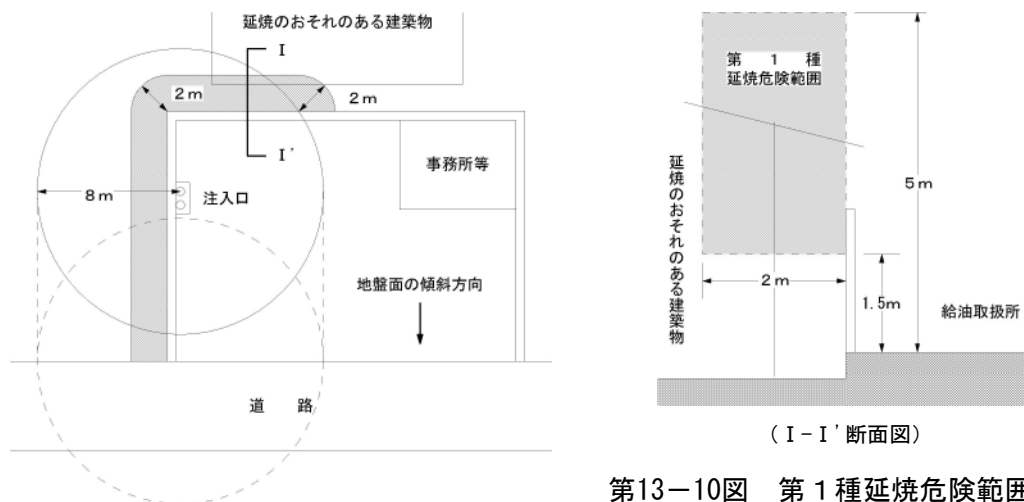 延焼のおそれのある建築物
I
2m
2m
I'
事務所等
8m
注入口
地盤面の傾斜方向
道 路
第 1 種
延焼危険範囲
延焼のおそれのある建築物
5m
2m
1.5m
給油取扱所
(I-I'断面図)
第13-10図 第1種延焼危険範囲